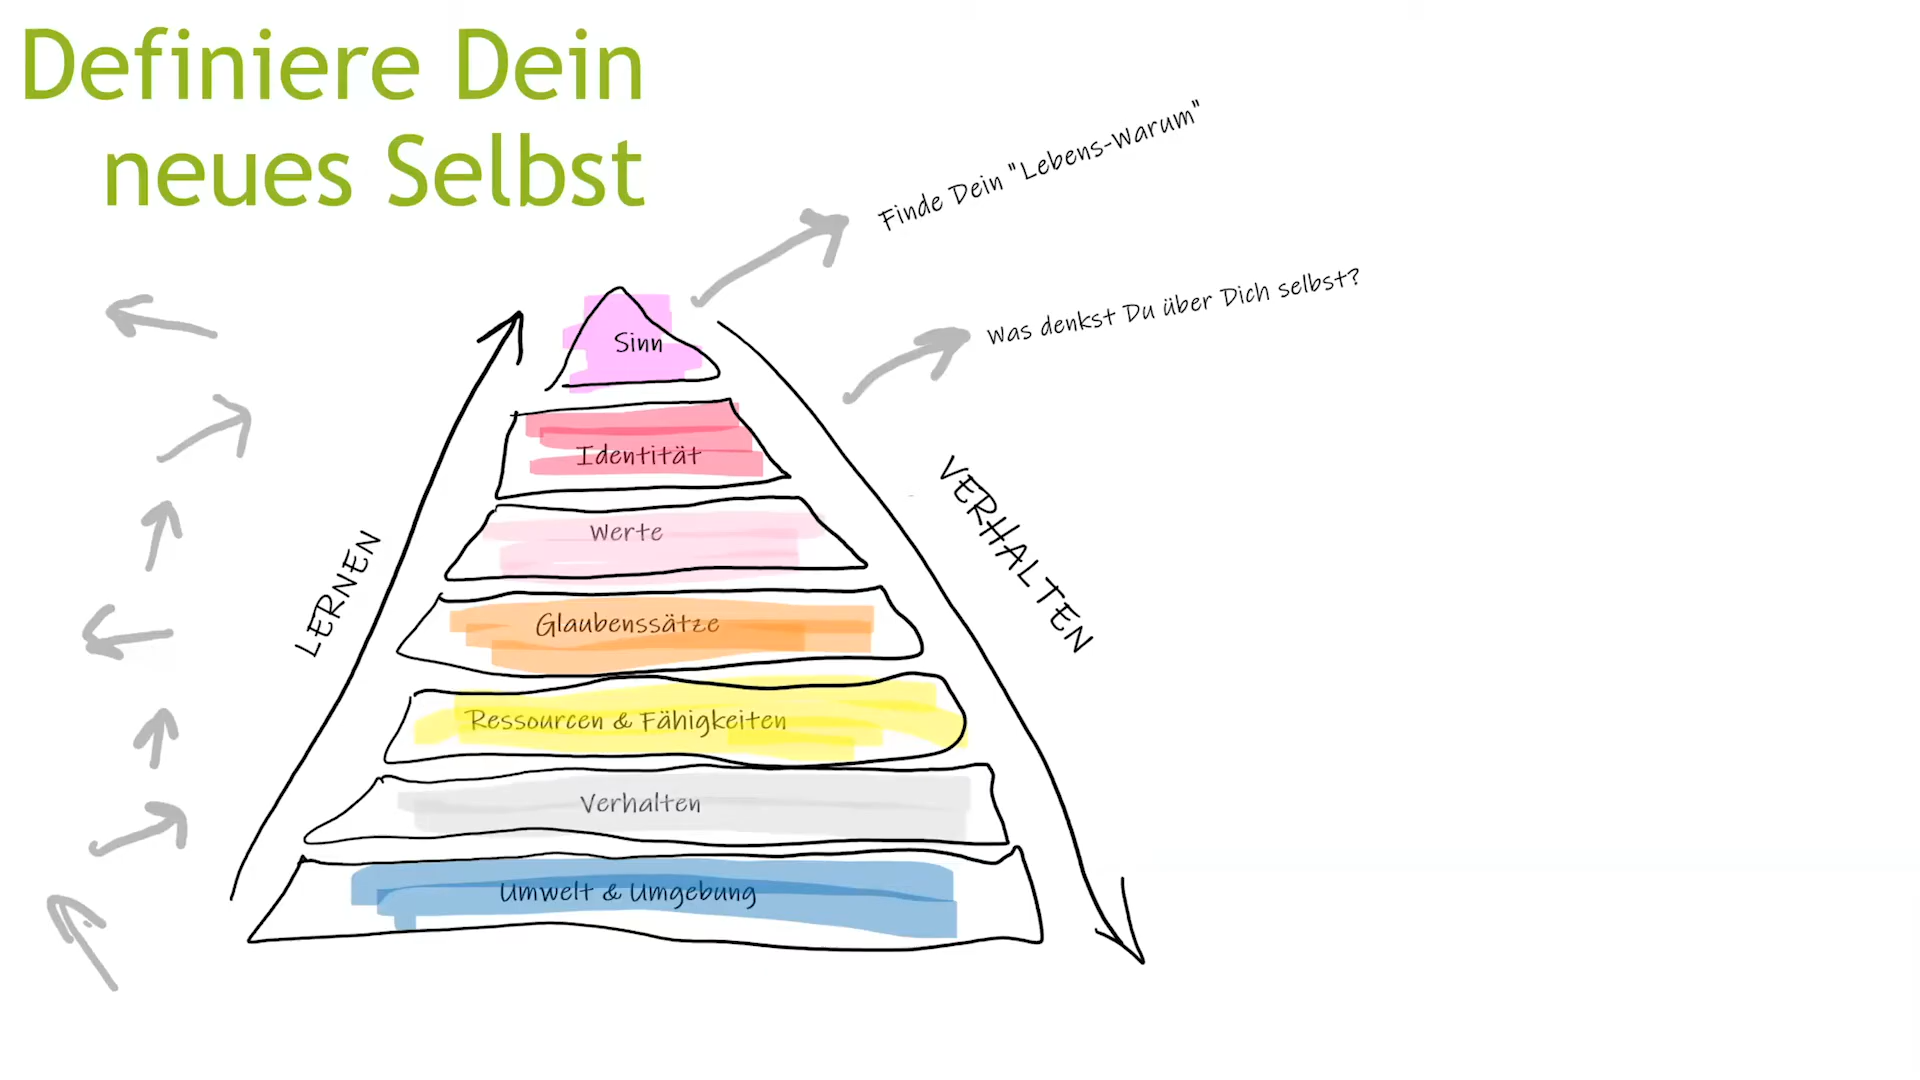 Definiere Dein
neues Selbst
Finde Dein "Lebens-Warum"
Was denkst Du über Dich selbst?
Sinn
Identität
Werte
Glaubenssätze
Ressourcen & Fähigkeiten
Verhalten
Umwelt & Umgebung
LERNEN
VERHALTEN